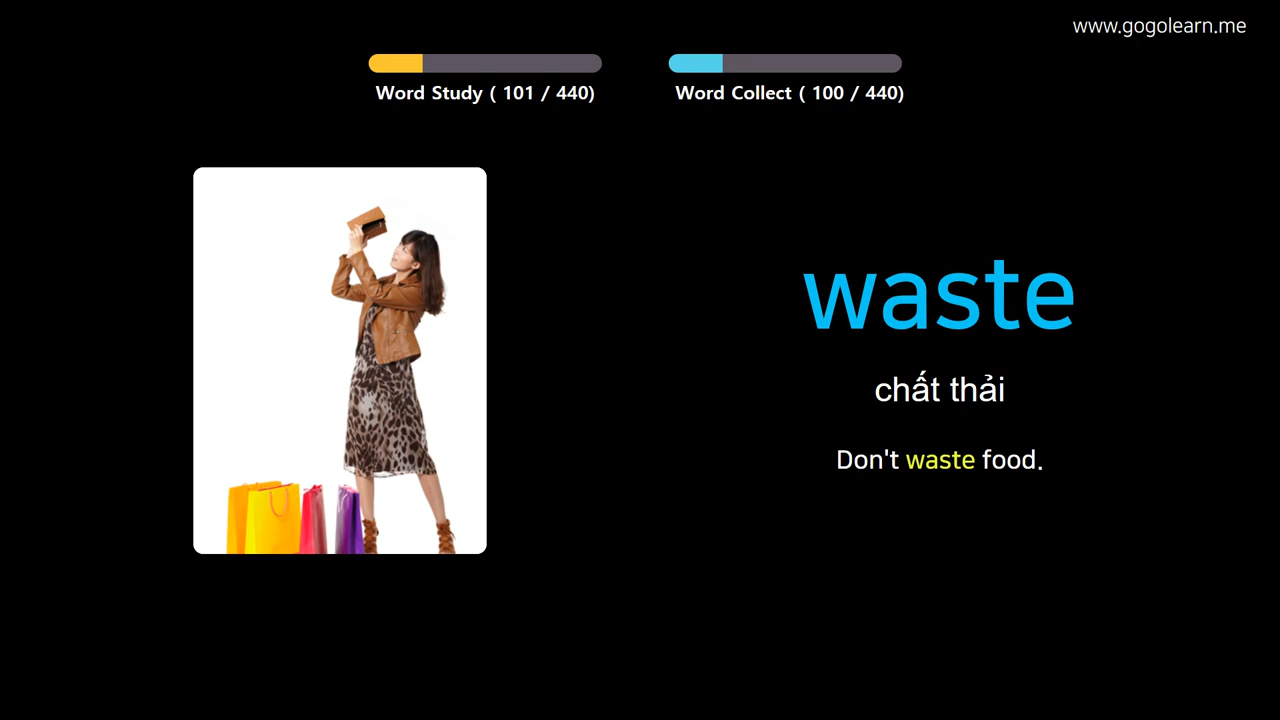 www.gogolearn.me
Word Study ( 101 / 440)
Word Collect ( 100 / 440)
waste
chất thải
Don't waste food.